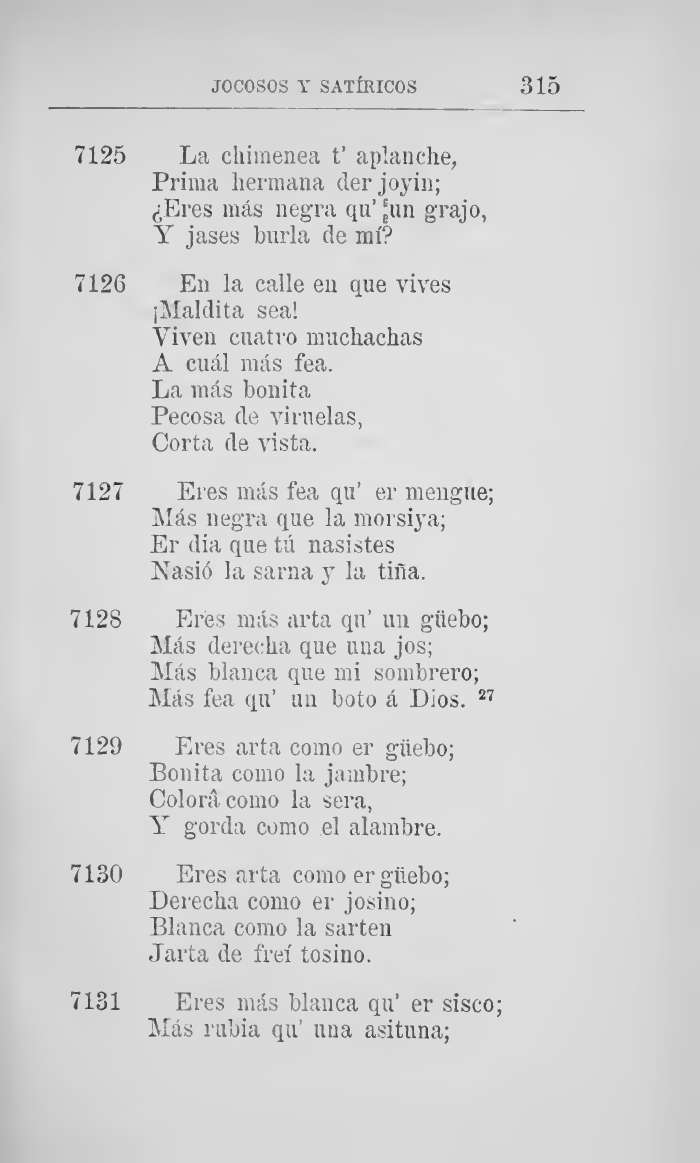 JOCOSOS Y SATÍRICOS 315
7125 La chimenea t' aplanche,
Prima hermana der joyin;
¿Eres más negra qu' un grajo,
Y jases burla de mí?
7126 En la calle en que vives
¡Maldita sea!
Viven cuatro muchachas
A cuál más fea.
La más bonita
Pecosa de viruelas,
Corta de vista.
7127 Eres más fea qu' er mengue;
Más negra que la morsiya;
Er dia que tú nasistes
Nasió la sarna y la tiña.
7128 Eres más arta qu' un güebo;
Más derecha que una jos;
Más blanca que mi sombrero;
Más fea qu' un boto á Dios. 27
7129 Eres arta como er güebo;
Bonita como la jambre;
Colorâ como la sera,
Y gorda como el alambre.
7130 Eres arta como er güebo;
Derecha como er josino;
Blanca como la sarten
Jarta de freí tosino.
7131 Eres más blanca qu' er sisco;
Más rubia qu' una asituna;